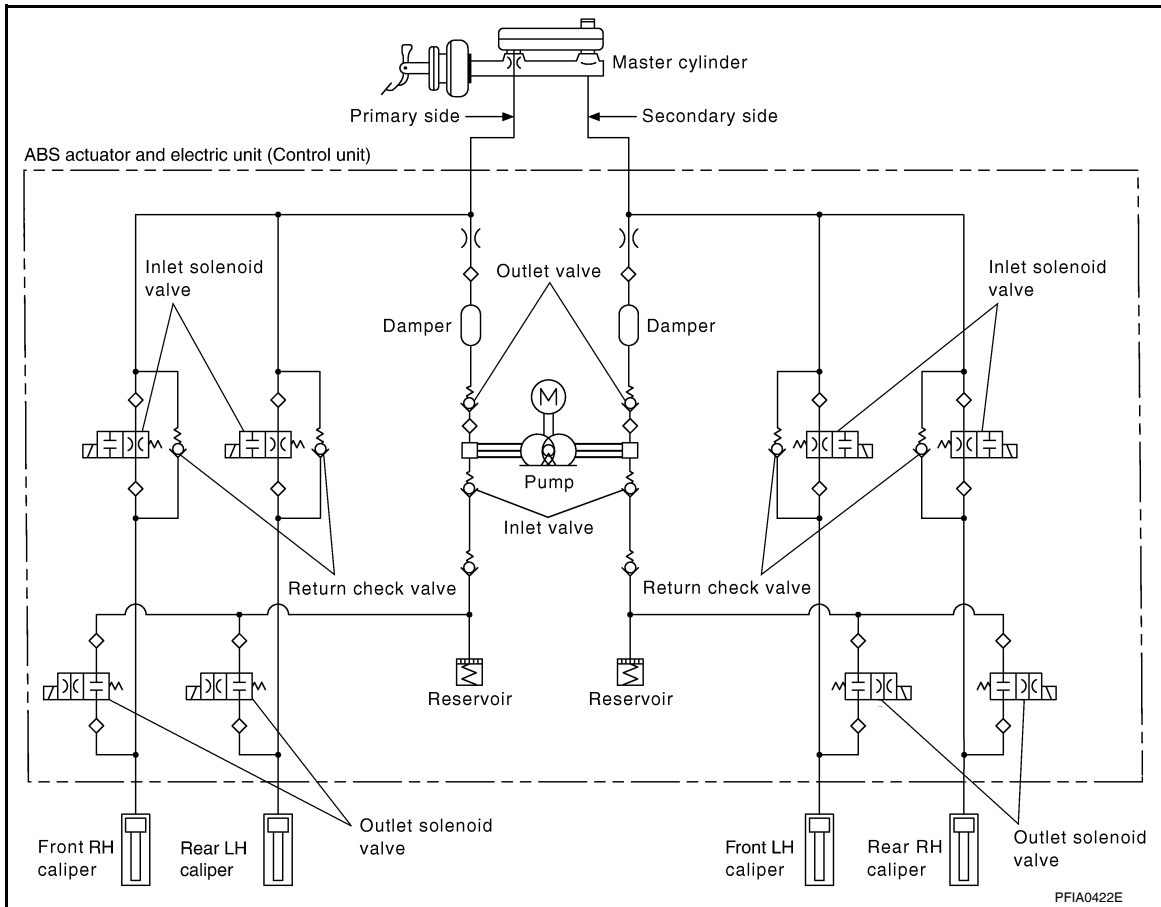 Master cylinder
Primary side
Secondary side
ABS actuator and electric unit (Control unit)
Inlet solenoid
valve
Outlet valve
Inlet solenoid
valve
Damper
Damper
M
Pump
Inlet valve
Return check valve
Return check valve
Reservoir
Reservoir
Front RH
caliper
Rear LH
caliper
Outlet solenoid
valve
Front LH
caliper
Rear RH
caliper
Outlet solenoid
valve
PFIA0422E